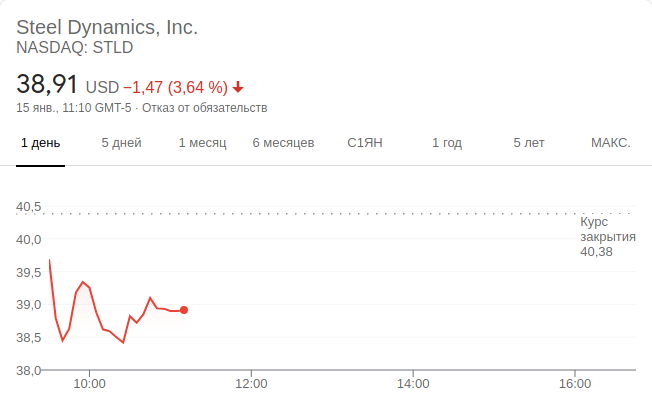 Steel Dynamics, Inc.
NASDAQ: STLD
38,91 USD −1,47 (3,64 %)
15 янв., 11:10 GMT-5 · Отказ от обязательств
1 день 5 дней 1 месяц 6 месяцев С1ЯН 1 год 5 лет МАКС.
40,5
Курс
закрытия
40,38
40,0
39,5
39,0
38,5
38,0
10:00 12:00 14:00 16:00